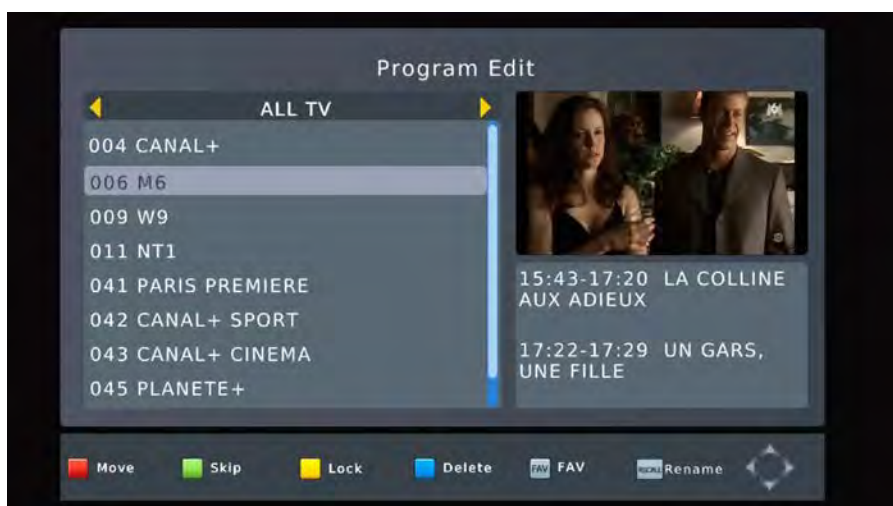 Program Edit
ALL TV
004 CANAL+
006 M6
009 W9
011 NT1
041 PARIS PREMIERE
042 CANAL+ SPORT
043 CANAL+ CINEMA
045 PLANETE+
M6
15:43-17:20 LA COLLINE
AUX ADIEUX
17:22-17:29 UN GARS,
UNE FILLE
Move Skip Lock Delete FAV FAV RECALL Rename